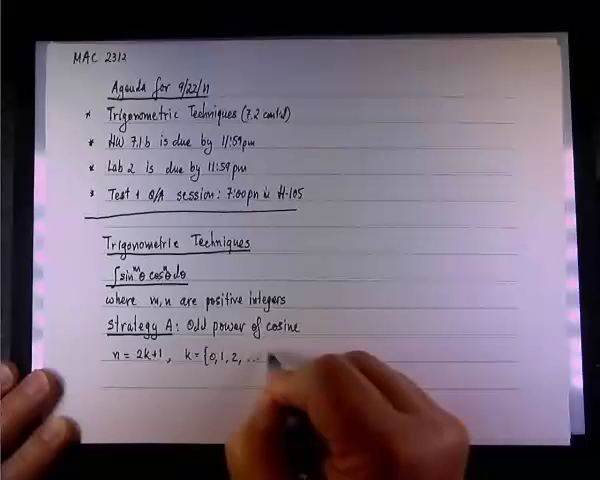 MAC 2312
Agenda for 9/22/11
* Trigonometric Techniques (7.2 cont'd)
* HW 7.1b is due by 11:59pm
* Lab 2 is due by 11:59pm
* Test 1 Q/A session: 7:00pm in H-105
Trigonometric Techniques
∫sin^m θ cos^n θ dθ
where m,n are positive integers
Strategy A: Odd power of cosine
n = 2k+1, k = {0, 1, 2, ...